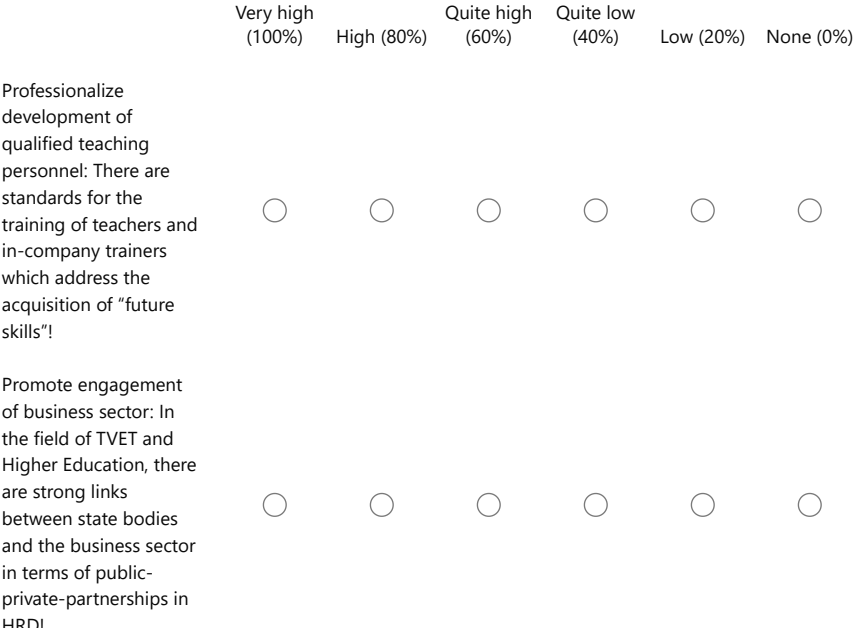 Very high
(100%)
High (80%)
Quite high
(60%)
Quite low
(40%)
Low (20%)
None (0%)
Professionalize
development of
qualified teaching
personnel: There are
standards for the
training of teachers and
in-company trainers
which address the
acquisition of “future
skills”!
Promote engagement
of business sector: In
the field of TVET and
Higher Education, there
are strong links
between state bodies
and the business sector
in terms of public-
private-partnerships in
HRD!